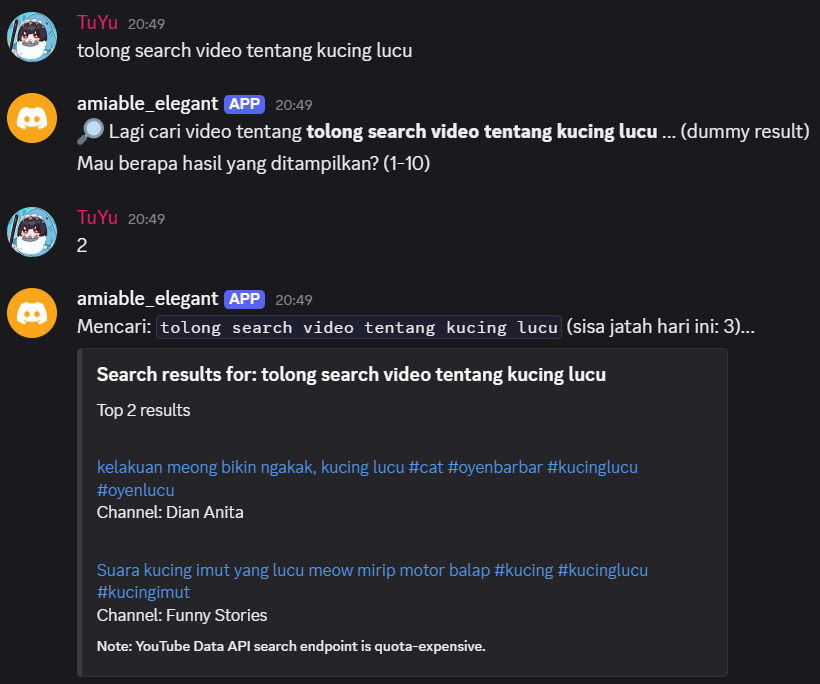 TuYu 20:49
tolong search video tentang kucing lucu
amiable_elegant APP 20:49
🔎 Lagi cari video tentang tolong search video tentang kucing lucu ... (dummy result)
Mau berapa hasil yang ditampilkan? (1-10)
TuYu 20:49
2
amiable_elegant APP 20:49
Mencari: tolong search video tentang kucing lucu (sisa jatah hari ini: 3)...
Search results for: tolong search video tentang kucing lucu
Top 2 results
kelakuan meong bikin ngakak, kucing lucu #cat #oyenbarbar #kucinglucu
#oyenlucu
Channel: Dian Anita
Suara kucing imut yang lucu meow mirip motor balap #kucing #kucinglucu
#kucingimut
Channel: Funny Stories
Note: YouTube Data API search endpoint is quota-expensive.